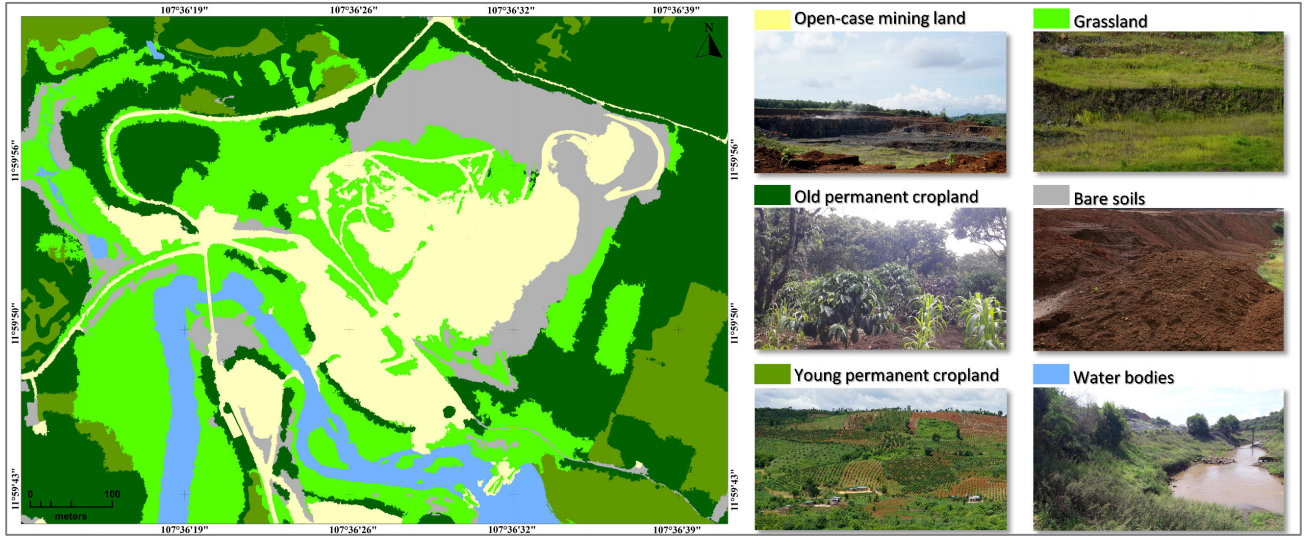 107°36'19" 107°36'26" 107°36'32" 107°36'39"
N
11°59'56" 11°59'56"
11°59'50" 11°59'50"
11°59'43" 11°59'43"
0 100
meters
107°36'19" 107°36'26" 107°36'32" 107°36'39"
Open-case mining land
Grassland
Old permanent cropland
Bare soils
Young permanent cropland
Water bodies